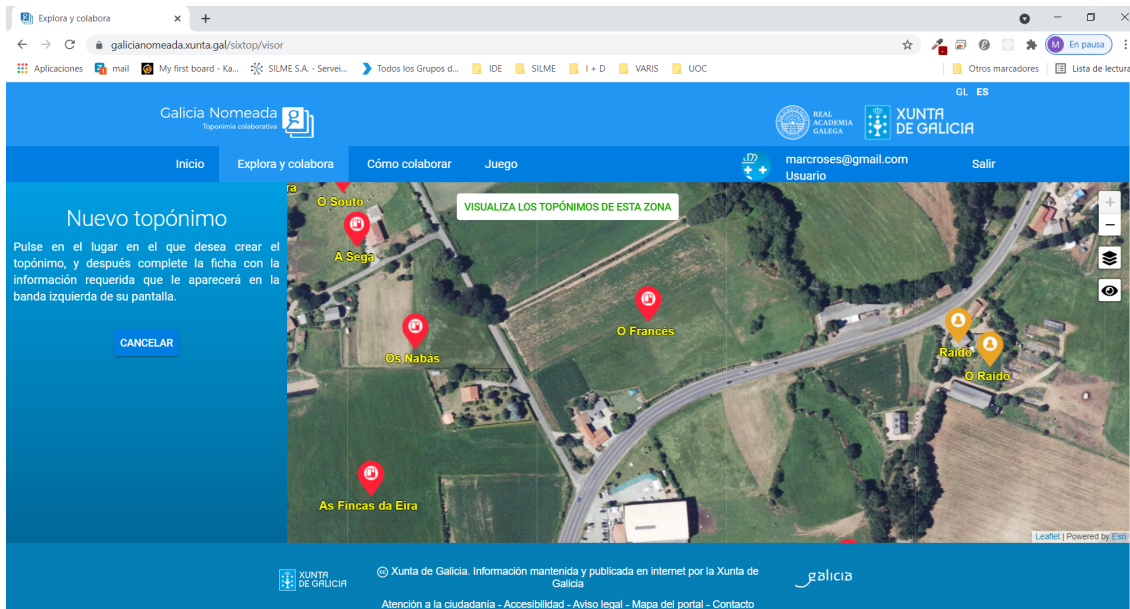 Explora y colabora
galicianomeada.xunta.gal/sixtop/visor
En pausa
M
Aplicaciones
mail
My first board - Ka...
SILME S.A. - Servei...
Todos los Grupos d...
IDE
SILME
I + D
VARIS
UOC
Otros marcadores
Lista de lectura
GL ES
Galicia Nomeada
Toponimia colaborativa
REAL
ACADEMIA
GALEGA
XUNTA
DE GALICIA
Inicio
Explora y colabora
Cómo colaborar
Juego
marcroses@gmail.com
Usuario
Salir
Nuevo topónimo
Pulse en el lugar en el que desea crear el
topónimo, y después complete la ficha con la
información requerida que le aparecerá en la
banda izquierda de su pantalla.
CANCELAR
VISUALIZA LOS TOPÓNIMOS DE ESTA ZONA
ra
O Souto
A Sega
O Francés
Os Nabás
Raído
O Raído
As Fincas da Eira
+
−
Leaflet | Powered by Esri
XUNTA
DE GALICIA
Xunta de Galicia. Información mantenida y publicada en internet por la Xunta de
Galicia
galicia
Atención a la ciudadanía - Accesibilidad - Aviso legal - Mapa del portal - Contacto